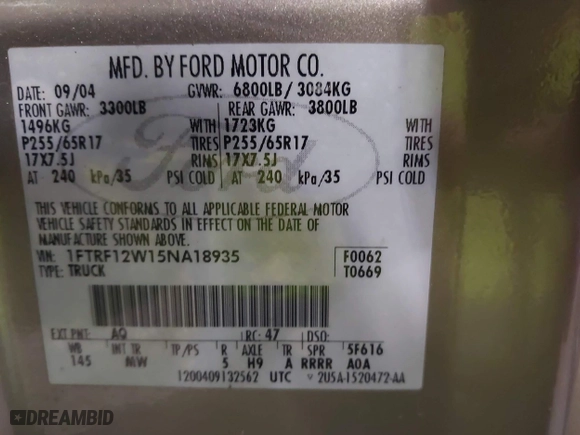 MFD. BY FORD MOTOR CO.
DATE: 09/04 GVWR: 6800LB/ 3084KG
FRONT GAWR: 3300LB REAR GAWR: 3800LB
1496KG WITH 1723KG WITH
P255/65R17 TIRES P255/65R17 TIRES
17X7.5J RIMS 17X7.5J RIMS
AT 240 kPa/35 PSI COLD AT 240 kPa/35 PSI COLD
Ford
THIS VEHICLE CONFORMS TO ALL APPLICABLE FEDERAL MOTOR
VEHICLE SAFETY STANDARDS IN EFFECT ON THE DATE OF
MANUFACTURE SHOWN ABOVE.
VIN: 1FTRF12W15NA18935 F0062
TYPE: TRUCK T0669
EXT PNT: AQ RC: 47 DSO:
WB INT TR TP/PS R AXLE TR SPR 5F616
145 MW 5 H9 A RRRR A0A
1200409132562 UTC 2U5A-1520472-AA
DREAMBID